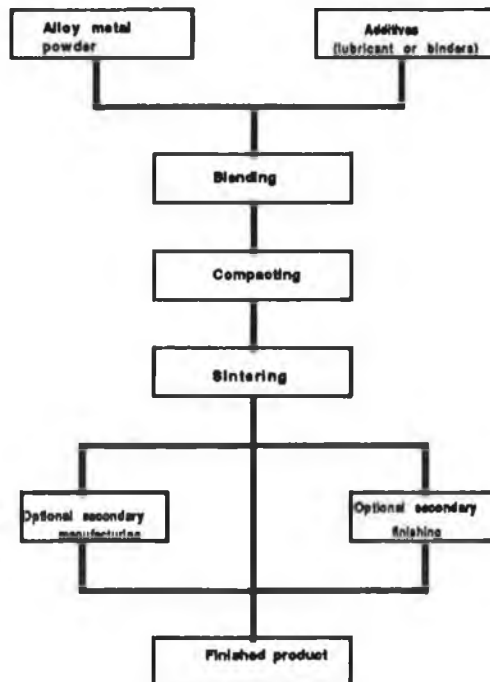 Alloy metal
powder
Additives
(lubricant or binders)
Blending
Compacting
Sintering
Optional secondary
manufacturing
Optional secondary
finishing
Finished product